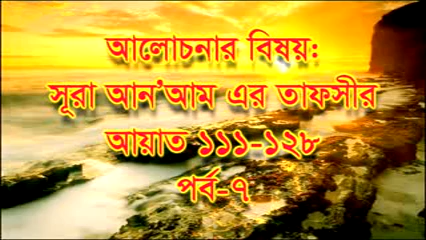 আলোচনার বিষয়:
সূরা আন'আম এর তাফসীর
আয়াত ১১১-১২৮
পর্ব-৭